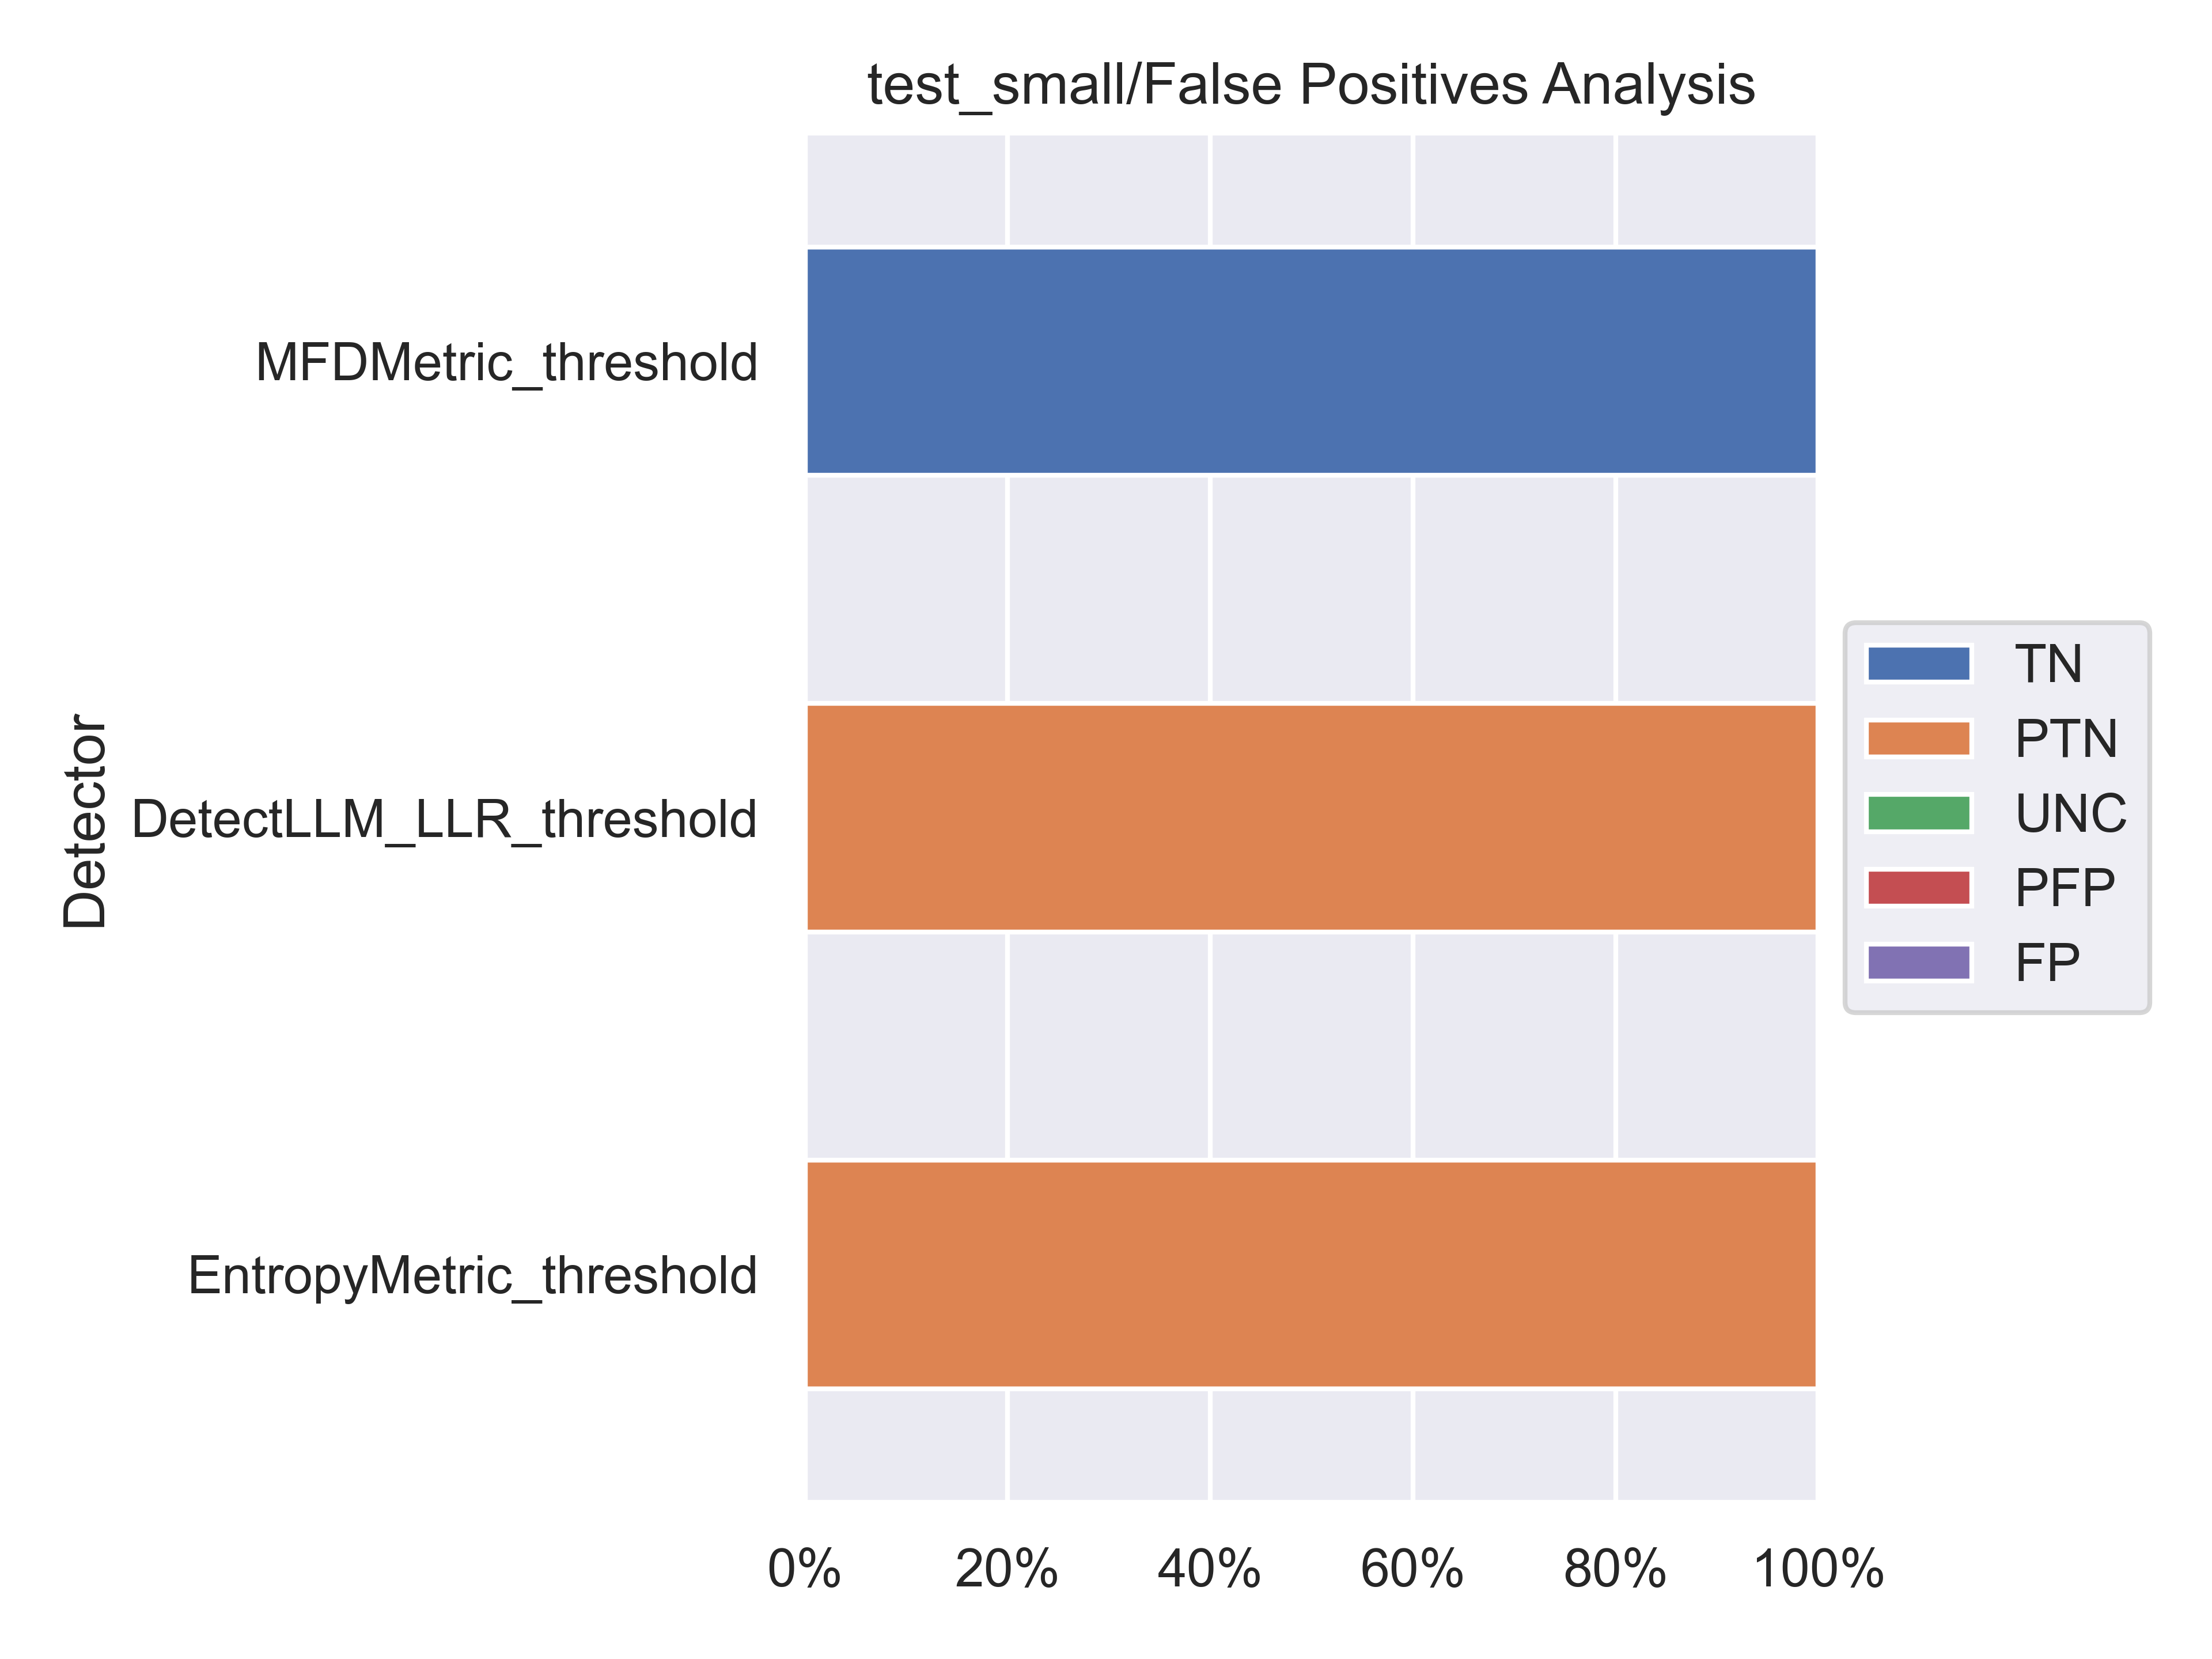 test_small/False Positives Analysis
MFDMetric_threshold
DetectLLM_LLR_threshold
EntropyMetric_threshold
Detector
0% 20% 40% 60% 80% 100%
TN
PTN
UNC
PFP
FP